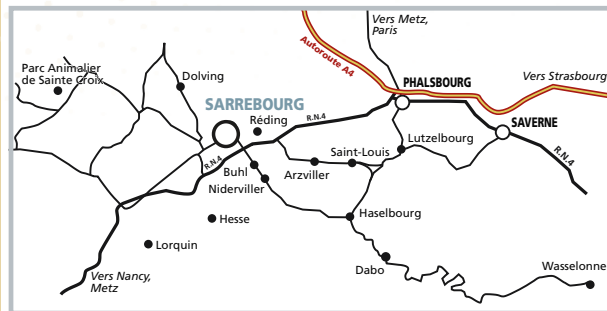 Vers Metz,
Paris
Autoroute A4
Parc Animalier
de Sainte Croix
Dolving
PHALSBOURG
Vers Strasbourg
SARREBOURG
Réding
R.N.4
SAVERNE
Lutzelbourg
Saint-Louis
R.N.4
R.N.4
Buhl
Arzviller
Niderviller
Hesse
Haselbourg
Lorquin
Dabo
Wasselonne
Vers Nancy,
Metz